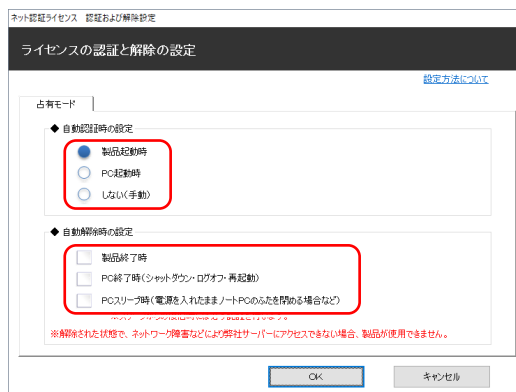 ネット認証ライセンス 認証および解除設定
ライセンスの認証と解除の設定
設定方法について
占有モード
◆ 自動認証時の設定
製品起動時
PC起動時
しない(手動)
◆ 自動解除時の設定
製品終了時
PC終了時(シャットダウン・ログオフ・再起動)
PCスリープ時(電源を入れたままノートPCのふたを閉める場合など)
※解除された状態で、ネットワーク障害などにより弊社サーバーにアクセスできない場合、製品が使用できません。
OK
キャンセル